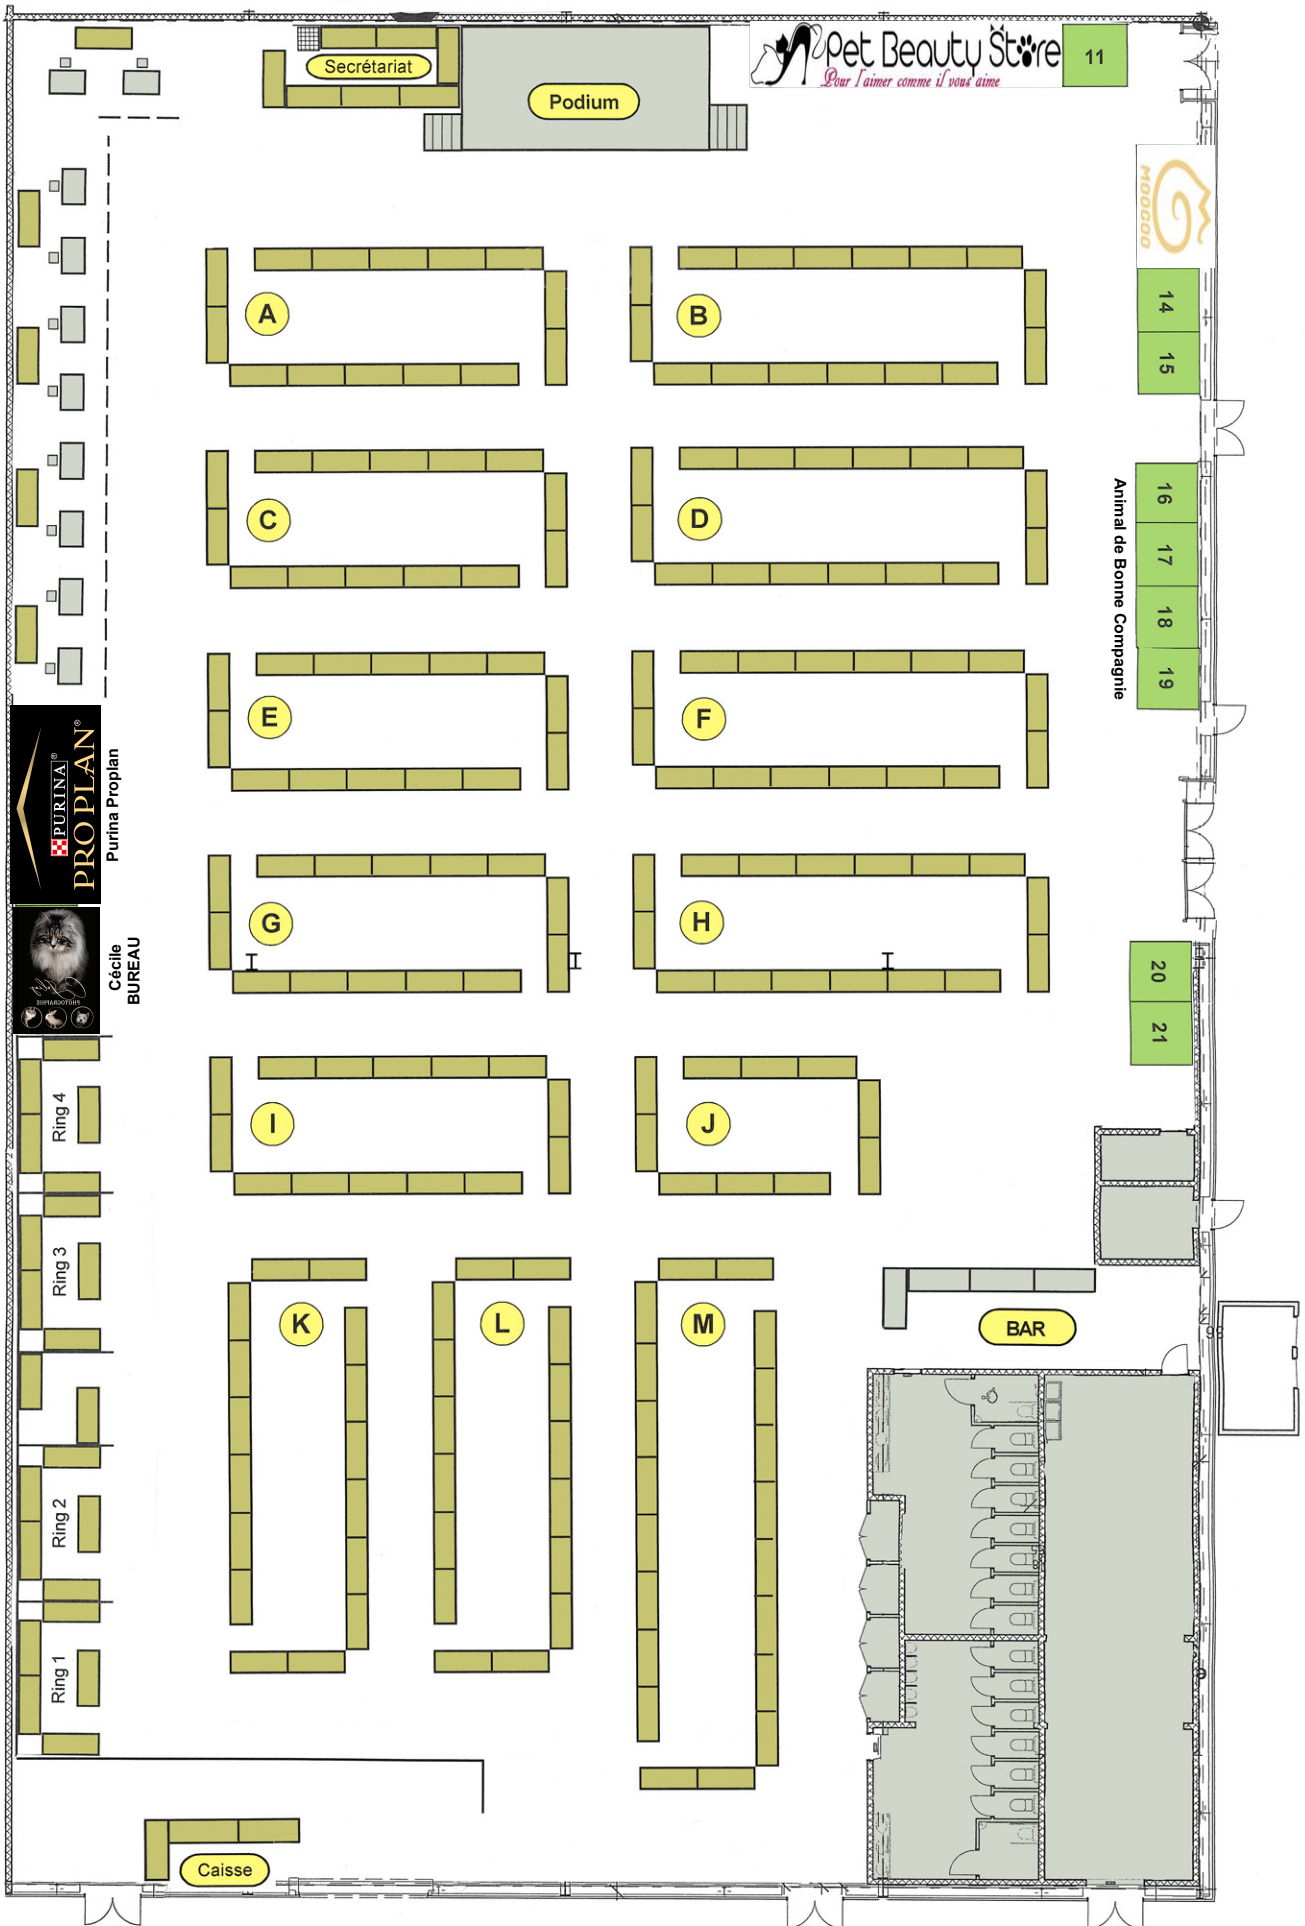 Secrétariat
Podium
Pet Beauty Store
Pour l'aimer comme il vous aime
11
MOOCOO
14
15
A
B
C
D
16
17
18
19
Animal de Bonne Compagnie
E
F
PURINA®
PRO PLAN®
Purina Proplan
G
H
Cécile
BUREAU
PHOTOGRAPHIE
20
21
Ring 4
I
J
Ring 3
K
L
M
BAR
Ring 2
Ring 1
Caisse